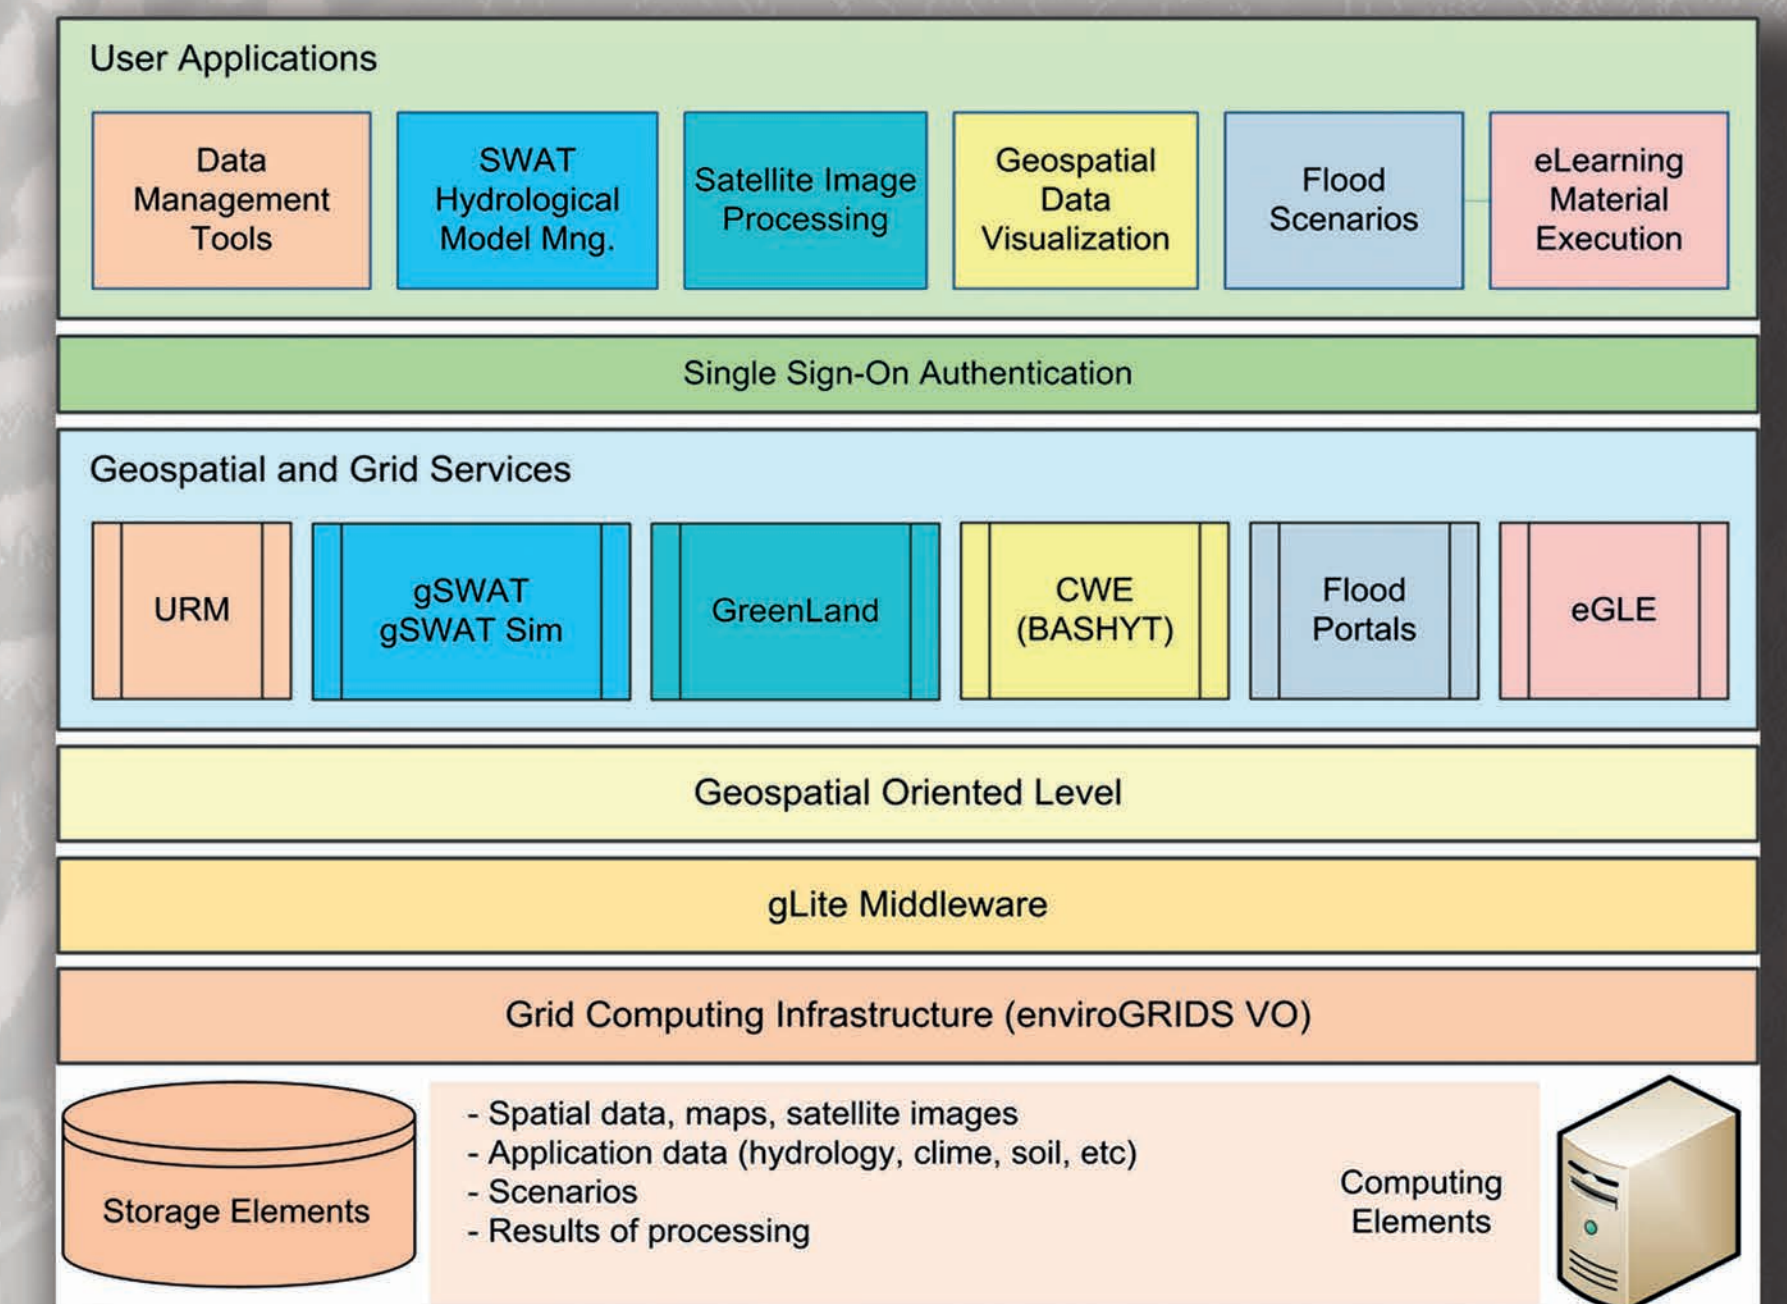 User Applications
Data
Management
Tools
SWAT
Hydrological
Model Mng.
Satellite Image
Processing
Geospatial
Data
Visualization
Flood
Scenarios
eLearning
Material
Execution
Single Sign-On Authentication
Geospatial and Grid Services
URM
gSWAT
gSWAT Sim
GreenLand
CWE
(BASHYT)
Flood
Portals
eGLE
Geospatial Oriented Level
gLite Middleware
Grid Computing Infrastructure (enviroGRIDS VO)
Storage Elements
- Spatial data, maps, satellite images
- Application data (hydrology, clime, soil, etc)
- Scenarios
- Results of processing
Computing
Elements